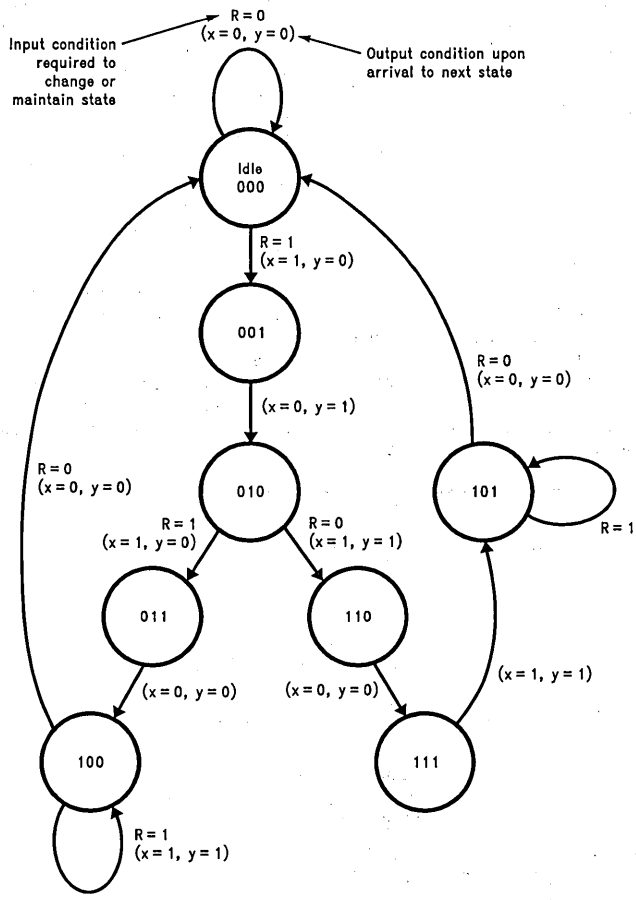 R = 0
(x = 0, y = 0)
Input condition
required to
change or
maintain state
Output condition upon
arrival to next state
Idle
000
R = 1
(x = 1, y = 0)
001
(x = 0, y = 1)
R = 0
(x = 0, y = 0)
R = 0
(x = 0, y = 0)
010
101
R = 1
R = 1
(x = 1, y = 0)
R = 0
(x = 1, y = 1)
011
110
(x = 0, y = 0)
(x = 0, y = 0)
(x = 1, y = 1)
100
111
R = 1
(x = 1, y = 1)